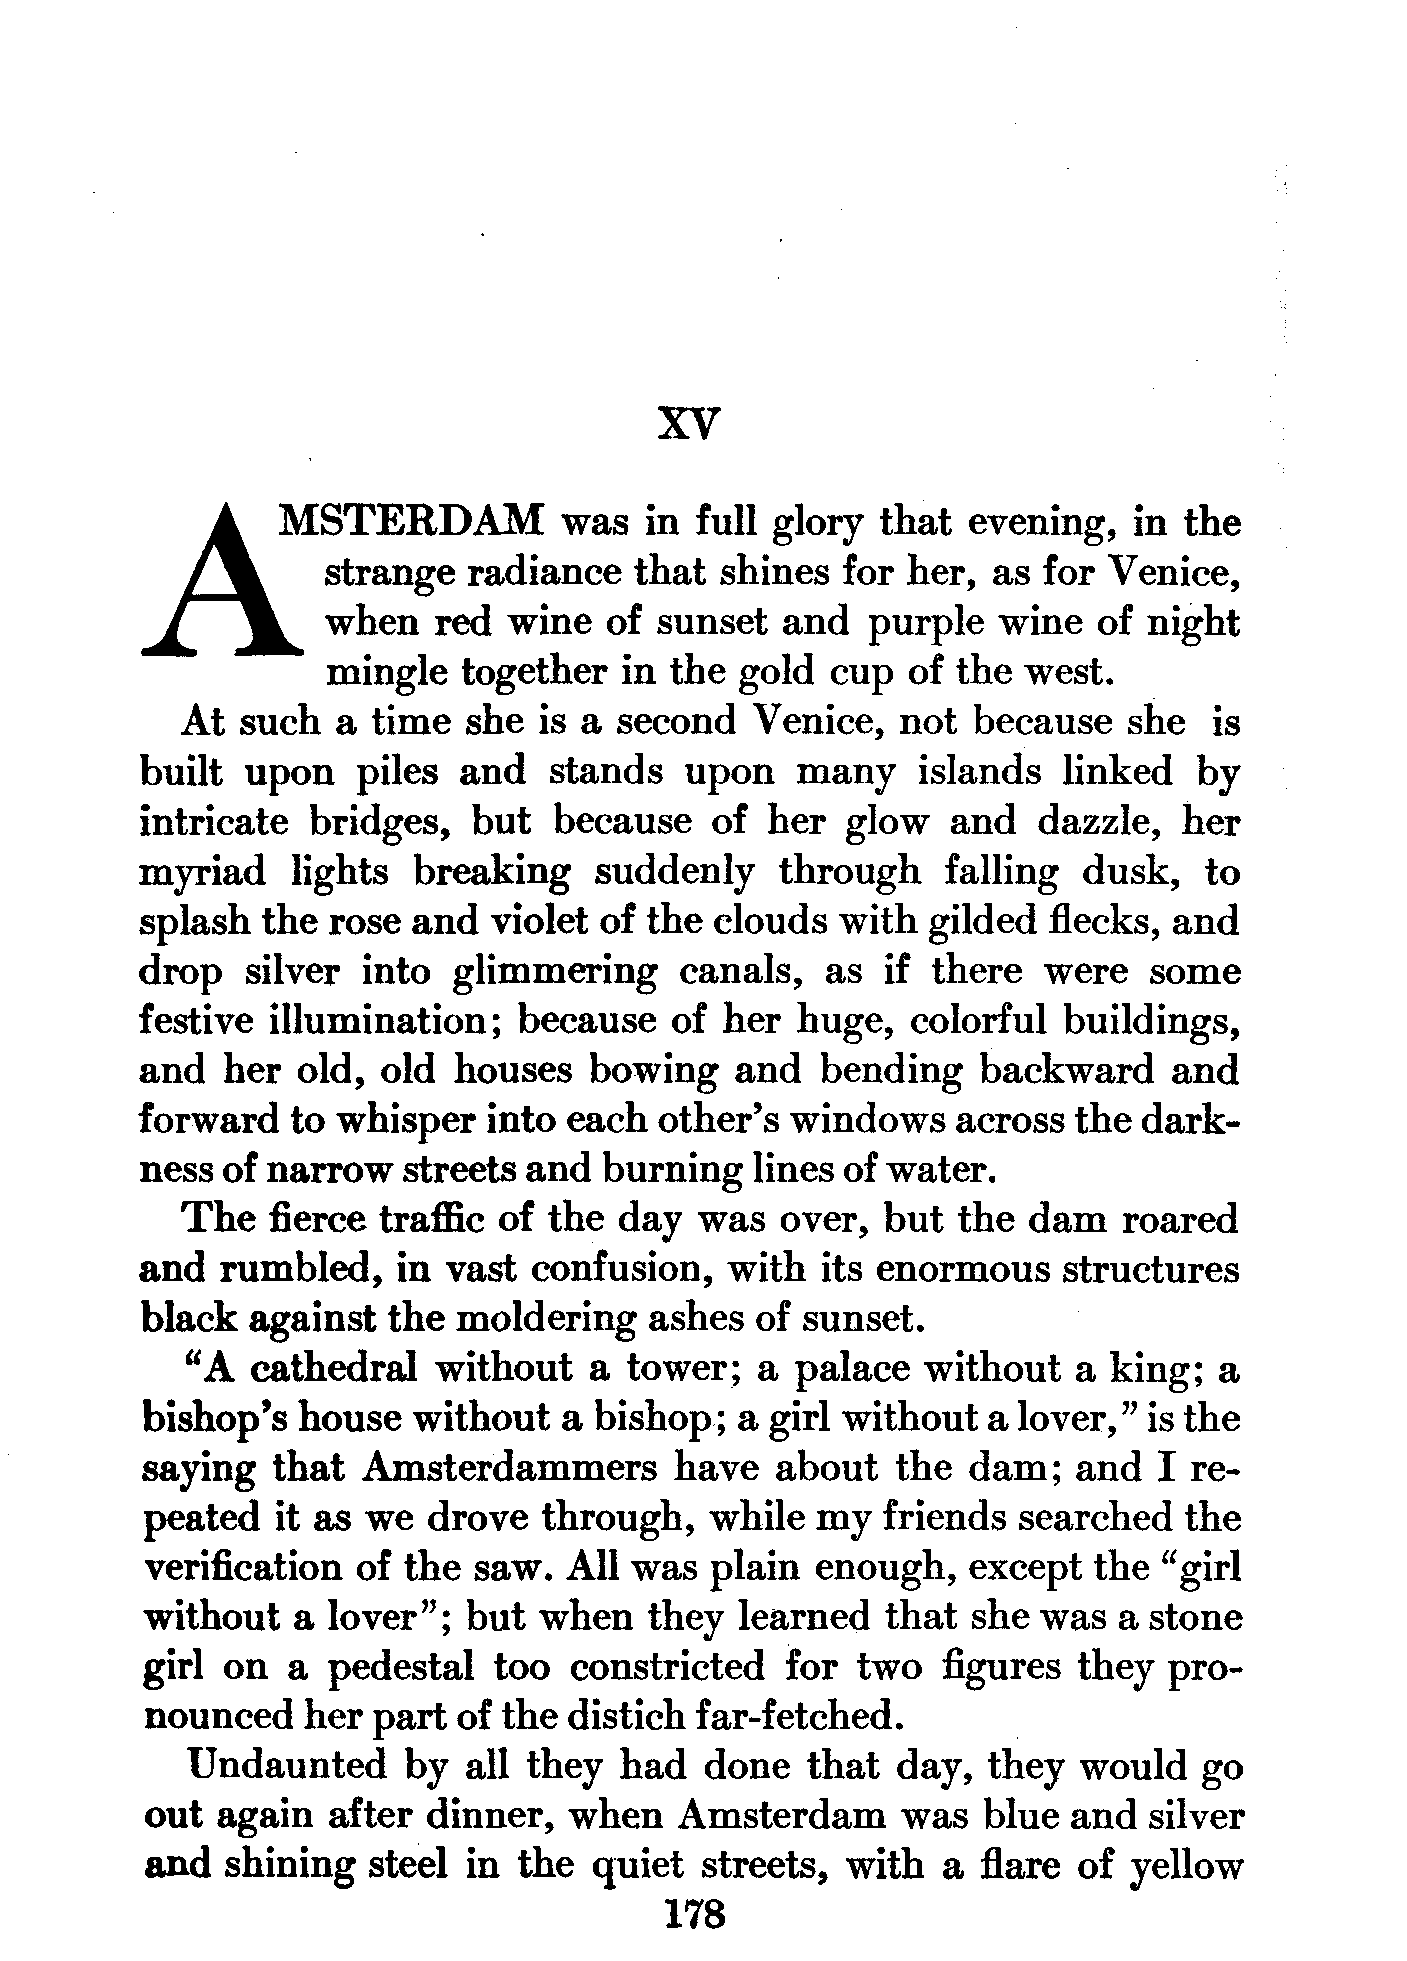 XV
AMSTERDAM was in full glory that evening, in the
strange radiance that shines for her, as for Venice,
when red wine of sunset and purple wine of night
mingle together in the gold cup of the west.
At such a time she is a second Venice, not because she is
built upon piles and stands upon many islands linked by
intricate bridges, but because of her glow and dazzle, her
myriad lights breaking suddenly through falling dusk, to
splash the rose and violet of the clouds with gilded flecks, and
drop silver into glimmering canals, as if there were some
festive illumination; because of her huge, colorful buildings,
and her old, old houses bowing and bending backward and
forward to whisper into each other's windows across the dark-
ness of narrow streets and burning lines of water.
The fierce traffic of the day was over, but the dam roared
and rumbled, in vast confusion, with its enormous structures
black against the moldering ashes of sunset.
"A cathedral without a tower; a palace without a king; a
bishop's house without a bishop; a girl without a lover," is the
saying that Amsterdammers have about the dam; and I re-
peated it as we drove through, while my friends searched the
verification of the saw. All was plain enough, except the "girl
without a lover"; but when they learned that she was a stone
girl on a pedestal too constricted for two figures they pro-
nounced her part of the distich far-fetched.
Undaunted by all they had done that day, they would go
out again after dinner, when Amsterdam was blue and silver
and shining steel in the quiet streets, with a flare of yellow
178